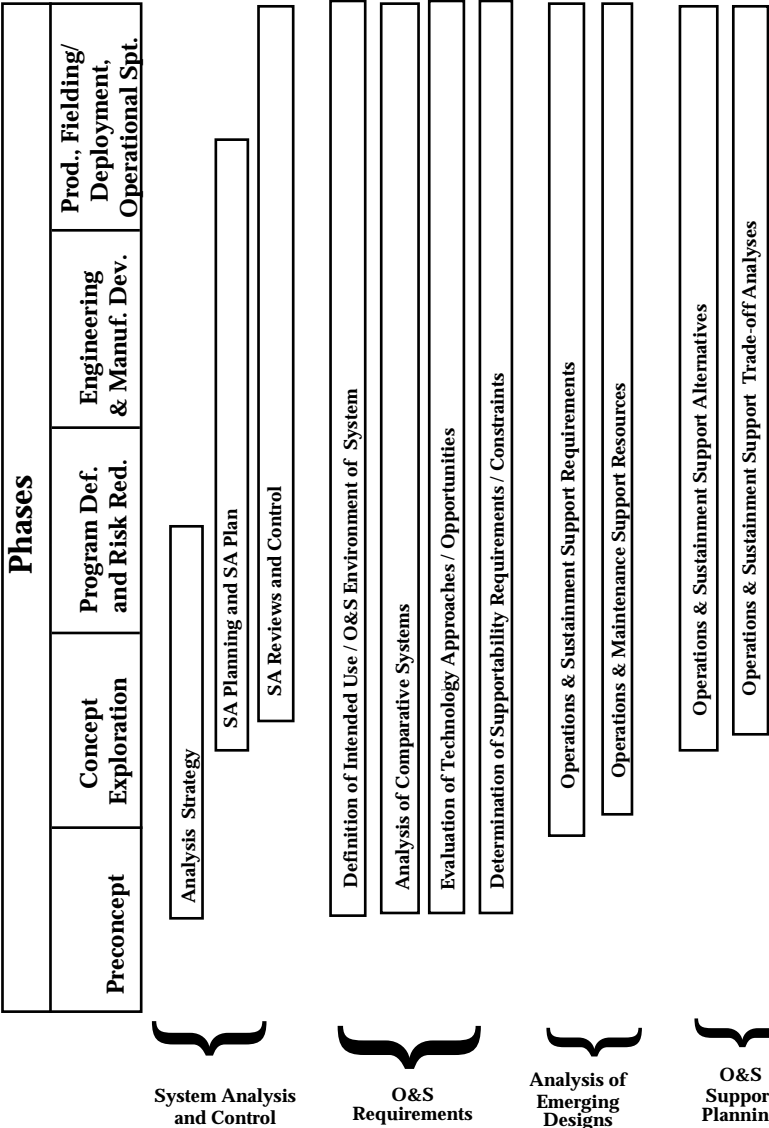 Phases
Preconcept
Concept
Exploration
Program Def.
and Risk Red.
Engineering
& Manuf. Dev.
Prod., Fielding/
Deployment,
Operational Spt.
Analysis Strategy
SA Planning and SA Plan
SA Reviews and Control
Definition of Intended Use / O&S Environment of System
Analysis of Comparative Systems
Evaluation of Technology Approaches / Opportunities
Determination of Supportability Requirements / Constraints
Operations & Sustainment Support Requirements
Operations & Maintenance Support Resources
Operations & Sustainment Support Alternatives
Operations & Sustainment Support Trade-off Analyses
System Analysis
and Control
O&S
Requirements
Analysis of
Emerging
Designs
O&S
Suppor
Plannin